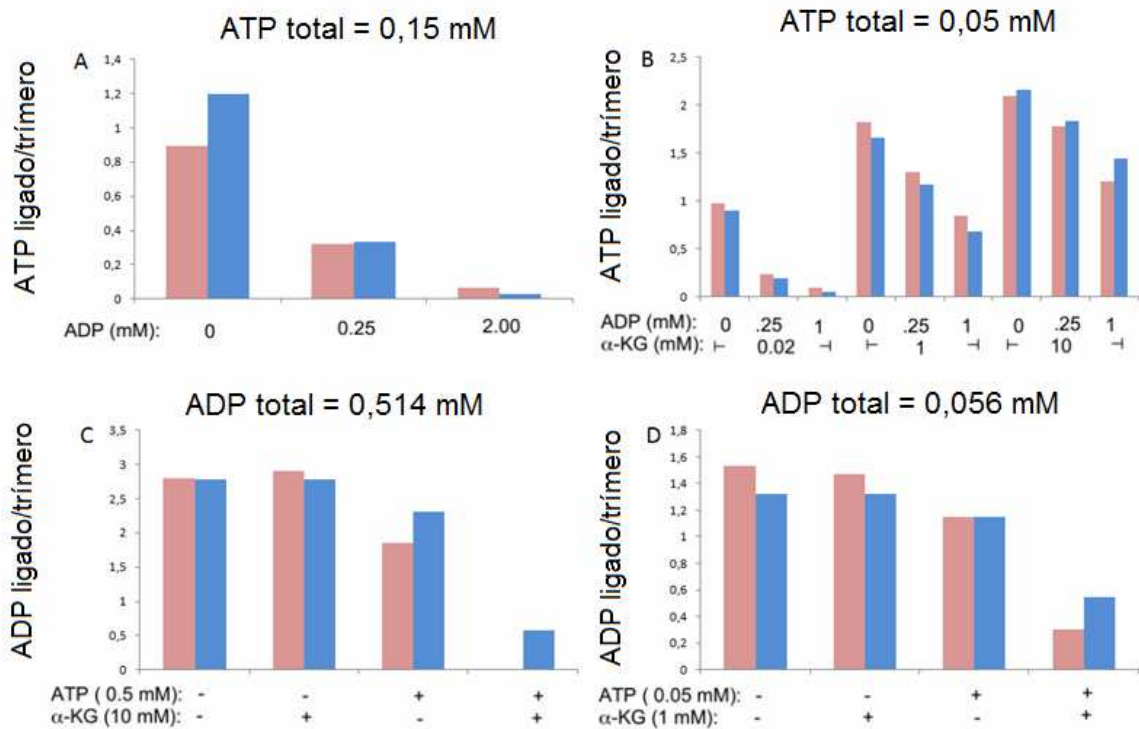 ATP total = 0,15 mM
A
ATP ligado/trímero
1,4
1,2
1
0,8
0,6
0,4
0,2
0
ADP (mM): 0 0.25 2.00
ATP total = 0,05 mM
B
ATP ligado/trímero
2,5
2
1,5
1
0,5
0
ADP (mM): 0 .25 1 0 .25 1 0 .25 1
α-KG (mM): 0.02 1 10
ADP total = 0,514 mM
C
ADP ligado/trímero
3,5
3
2,5
2
1,5
1
0,5
0
ATP ( 0.5 mM): - - + +
α-KG (10 mM): - + - +
ADP total = 0,056 mM
D
ADP ligado/trímero
1,8
1,6
1,4
1,2
1
0,8
0,6
0,4
0,2
0
ATP ( 0.05 mM): - - + +
α-KG (1 mM): - + - +